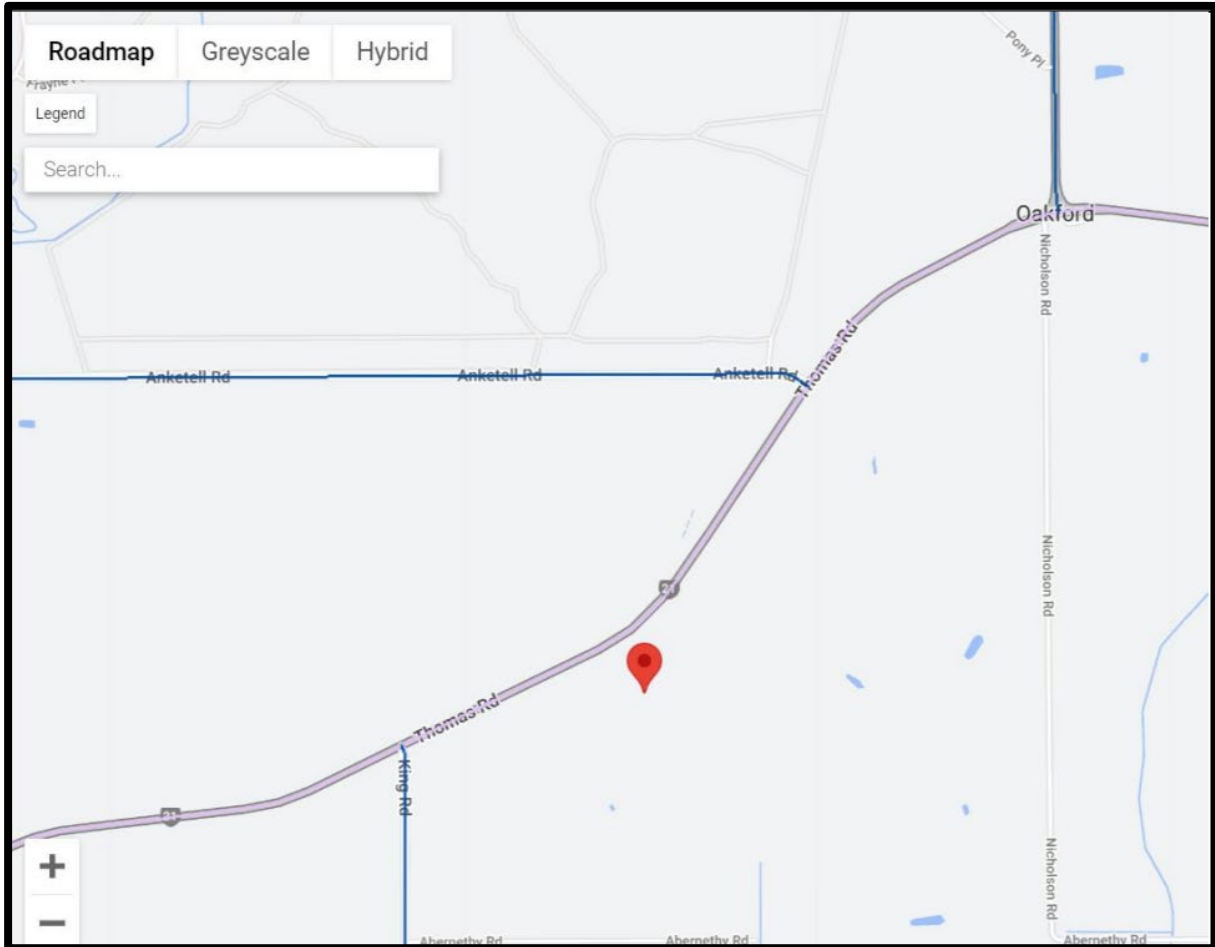 Roadmap Greyscale Hybrid
Pony Pl
Legend
Search...
Oakford
Nicholson Rd
Thomas Rd
Anketell Rd Anketell Rd Anketell Rd
Nicholson Rd
21
Thomas Rd
King Rd
21
+
Nicholson Rd
−
Abernethy Rd Abernethy Rd Abernethy Rd